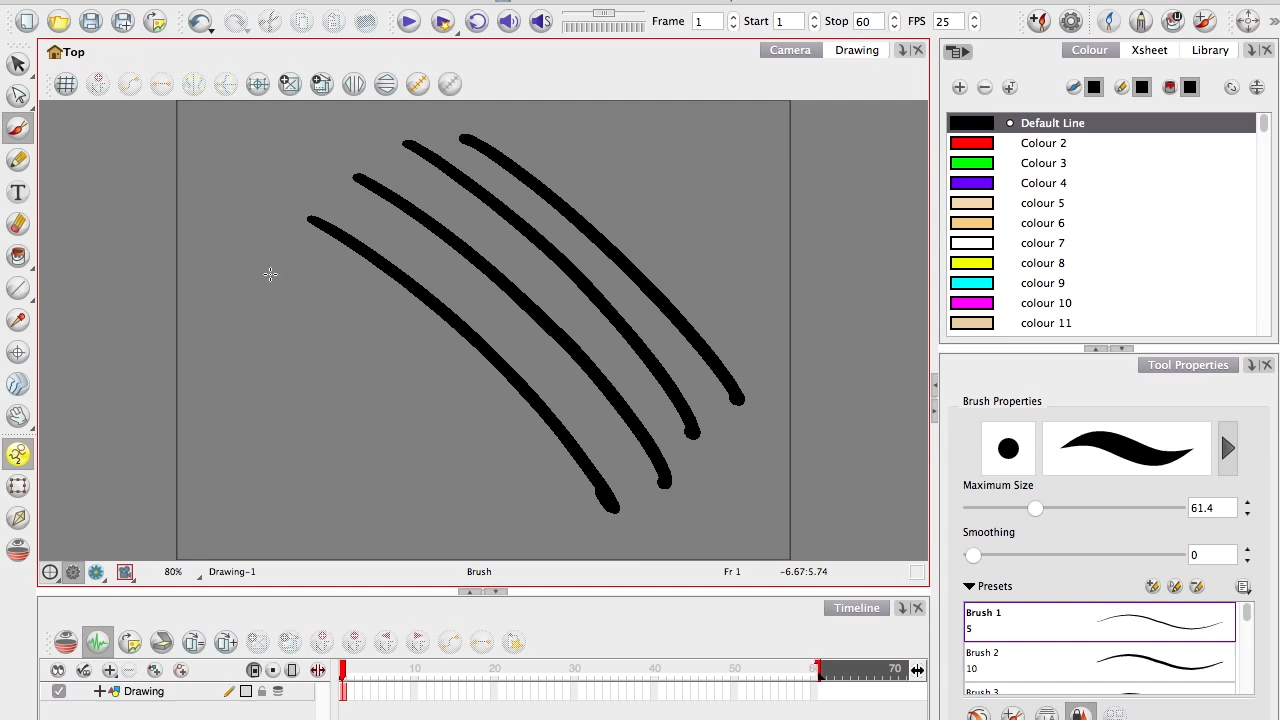 Frame 1 Start 1 Stop 60 FPS 25
Top Camera Drawing
Colour Xsheet Library
Default Line
Colour 2
Colour 3
Colour 4
colour 5
colour 6
colour 7
colour 8
colour 9
colour 10
colour 11
Tool Properties
Brush Properties
Maximum Size
61.4
Smoothing
0
Presets
Brush 1
5
Brush 2
10
Brush 3
T
80% Drawing-1 Brush Fr 1 -6.67:5.74
Timeline
10 20 30 40 50 70
Drawing